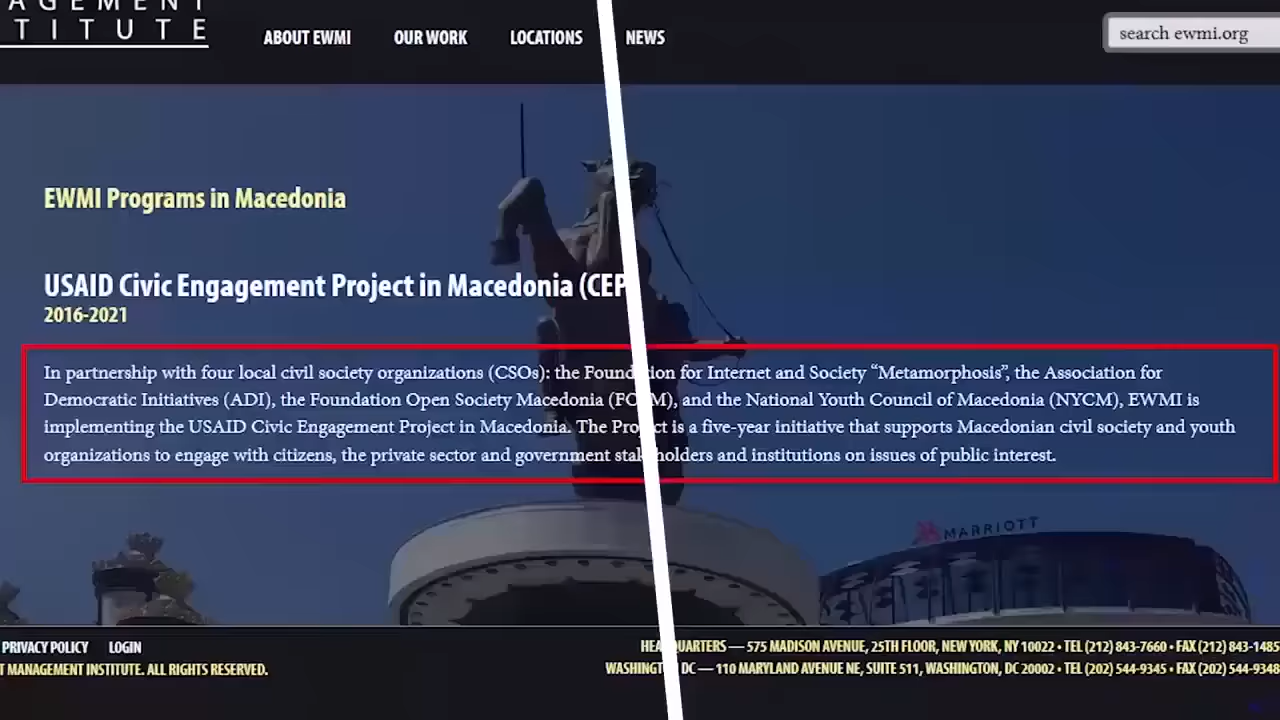 TITUTE
ABOUT EWMI
OUR WORK
LOCATIONS
NEWS
search ewmi.org
EWMI Programs in Macedonia
USAID Civic Engagement Project in Macedonia (CEP
2016-2021
In partnership with four local civil society organizations (CSOs): the Foundation for Internet and Society “Metamorphosis”, the Association for
Democratic Initiatives (ADI), the Foundation Open Society Macedonia (FOSM), and the National Youth Council of Macedonia (NYCM), EWMI is
implementing the USAID Civic Engagement Project in Macedonia. The Project is a five-year initiative that supports Macedonian civil society and youth
organizations to engage with citizens, the private sector and government stakeholders and institutions on issues of public interest.
MARRIOTT
PRIVACY POLICY
LOGIN
HEADQUARTERS — 575 MADISON AVENUE, 25TH FLOOR, NEW YORK, NY 10022 • TEL (212) 843-7660 • FAX (212) 843-1485
T MANAGEMENT INSTITUTE. ALL RIGHTS RESERVED.
WASHINGTON DC — 110 MARYLAND AVENUE NE, SUITE 511, WASHINGTON, DC 20002 • TEL (202) 544-9345 • FAX (202) 544-9348